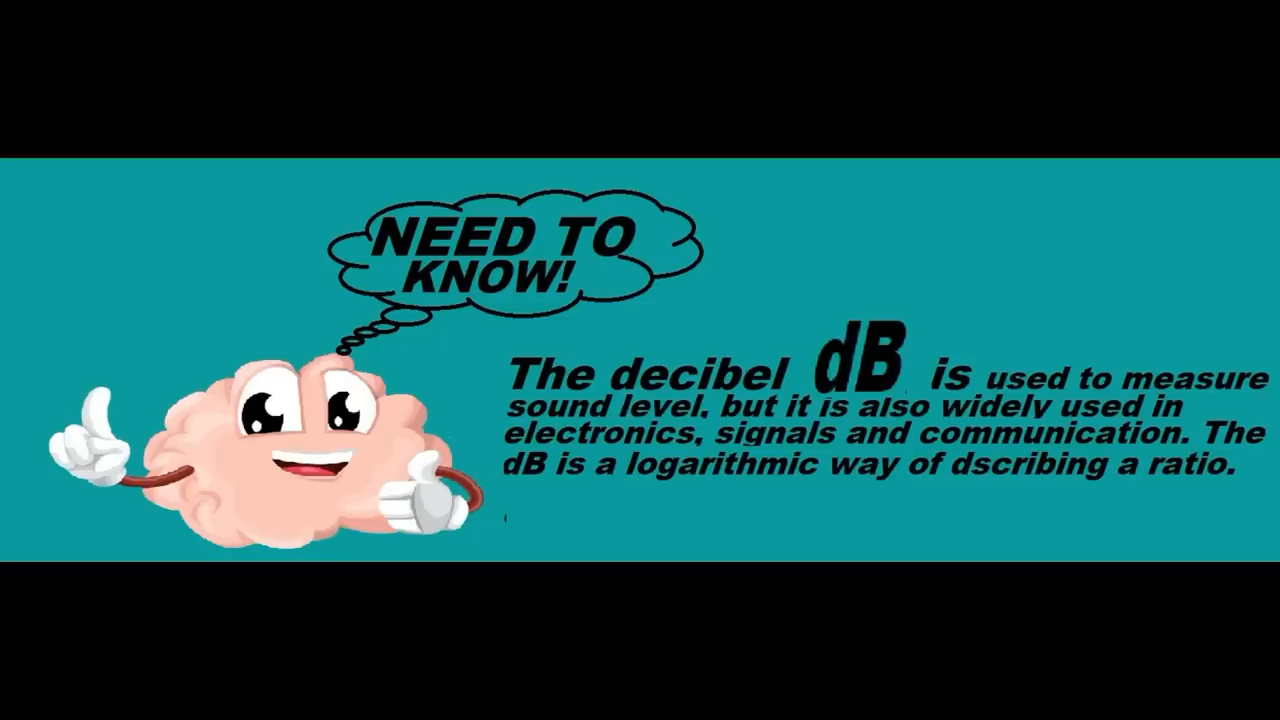 NEED TO
KNOW!
The decibel dB is used to measure
sound level, but it is also widely used in
electronics, signals and communication. The
dB is a logarithmic way of dscribing a ratio.